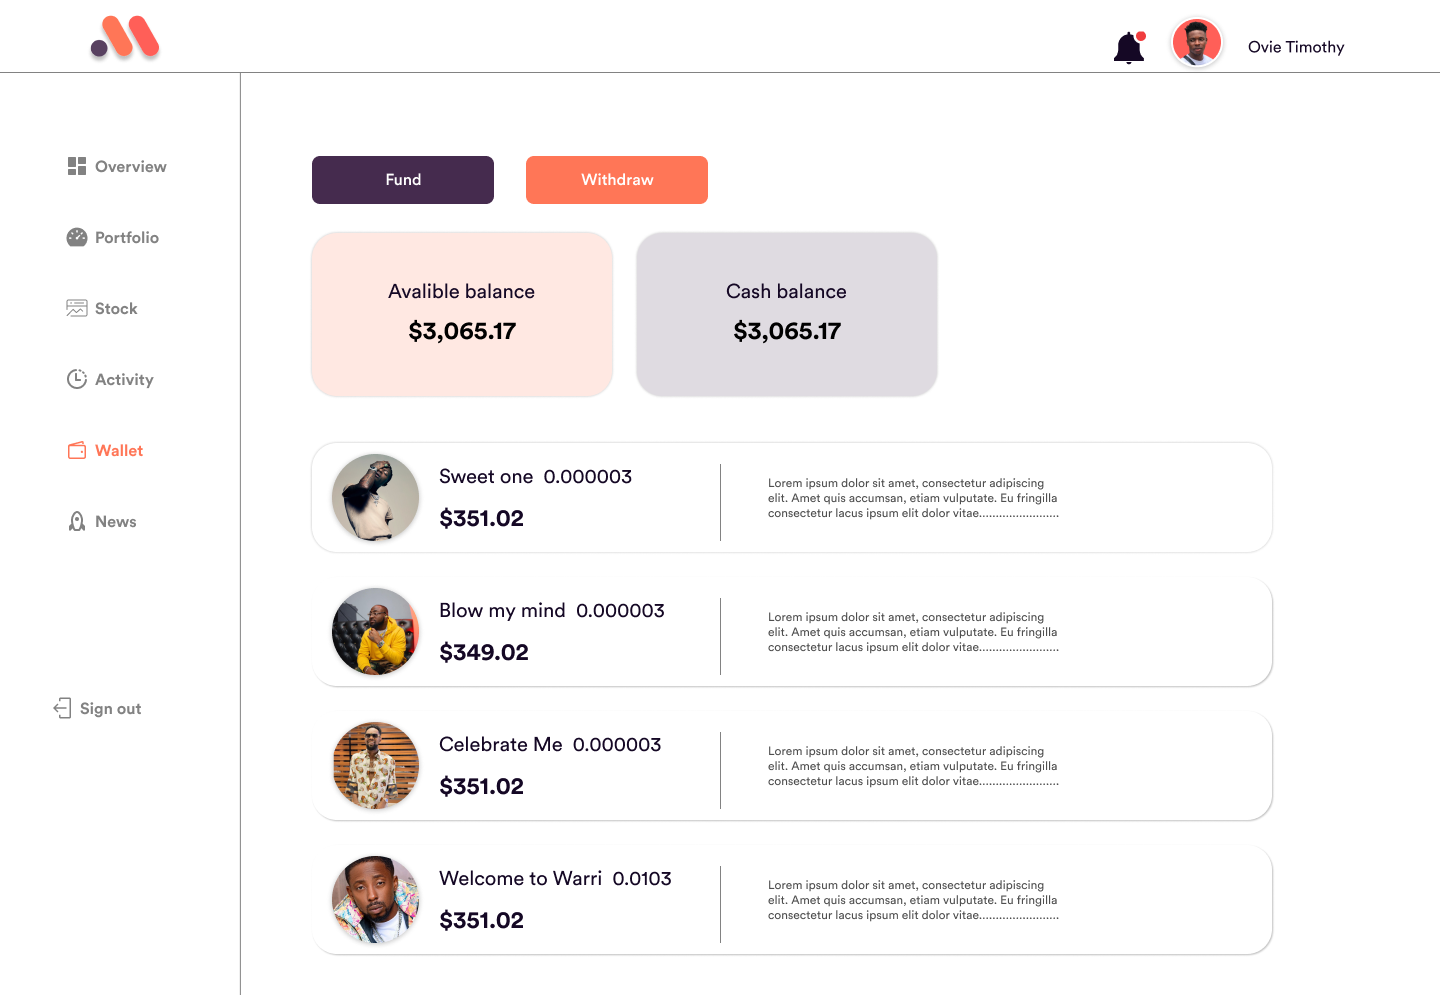 Ovie Timothy
Overview
Portfolio
Stock
Activity
Wallet
News
Sign out
Fund
Withdraw
Avalible balance
$3,065.17
Cash balance
$3,065.17
Sweet one 0.000003
$351.02
Lorem ipsum dolor sit amet, consectetur adipiscing
elit. Amet quis accumsan, etiam vulputate. Eu fringilla
consectetur lacus ipsum elit dolor vitae........................
Blow my mind 0.000003
$349.02
Lorem ipsum dolor sit amet, consectetur adipiscing
elit. Amet quis accumsan, etiam vulputate. Eu fringilla
consectetur lacus ipsum elit dolor vitae........................
Celebrate Me 0.000003
$351.02
Lorem ipsum dolor sit amet, consectetur adipiscing
elit. Amet quis accumsan, etiam vulputate. Eu fringilla
consectetur lacus ipsum elit dolor vitae........................
Welcome to Warri 0.0103
$351.02
Lorem ipsum dolor sit amet, consectetur adipiscing
elit. Amet quis accumsan, etiam vulputate. Eu fringilla
consectetur lacus ipsum elit dolor vitae........................